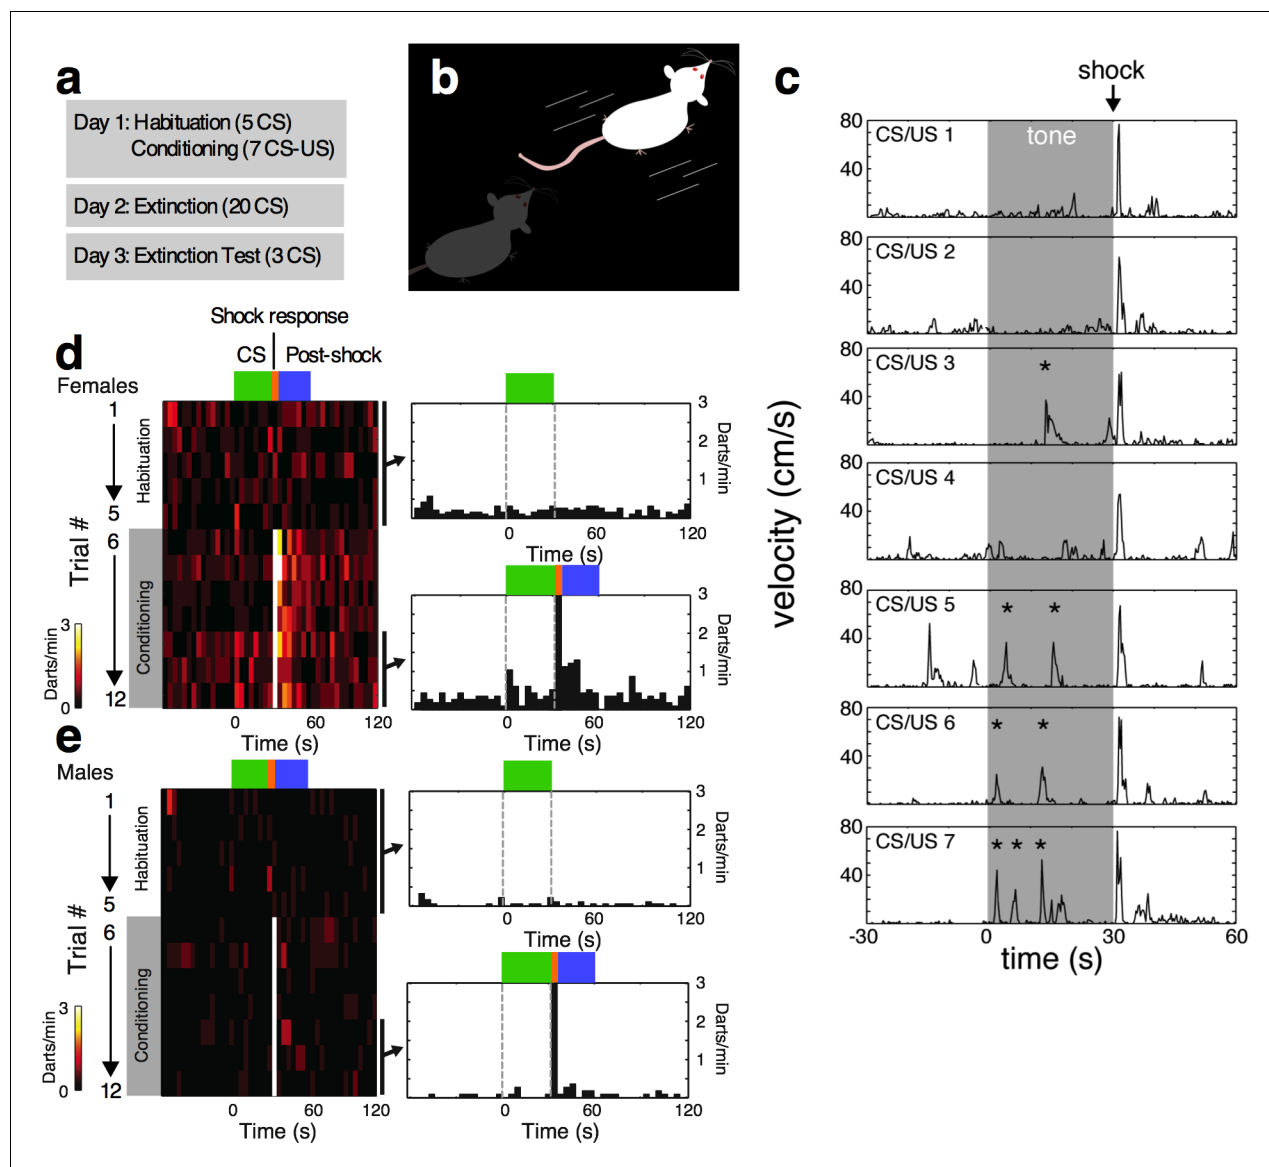 a
Day 1: Habituation (5 CS)
Conditioning (7 CS-US)
Day 2: Extinction (20 CS)
Day 3: Extinction Test (3 CS)
b
c
shock
tone
CS/US 1
80
40
CS/US 2
80
40
CS/US 3
*
80
40
CS/US 4
80
40
CS/US 5
* *
80
40
CS/US 6
* *
80
40
CS/US 7
* * *
80
40
velocity (cm/s)
-30 0 30 60
time (s)
d
Shock response
CS Post-shock
Females
1
5
6
12
Trial #
Habituation
Conditioning
3
0
Darts/min
0 60 120
Time (s)
3
2
1
Darts/min
0 60 120
Time (s)
3
2
1
Darts/min
0 60 120
Time (s)
e
Males
1
5
6
12
Trial #
Habituation
Conditioning
3
0
Darts/min
0 60 120
Time (s)
3
2
1
Darts/min
0 60 120
Time (s)
3
2
1
Darts/min
0 60 120
Time (s)